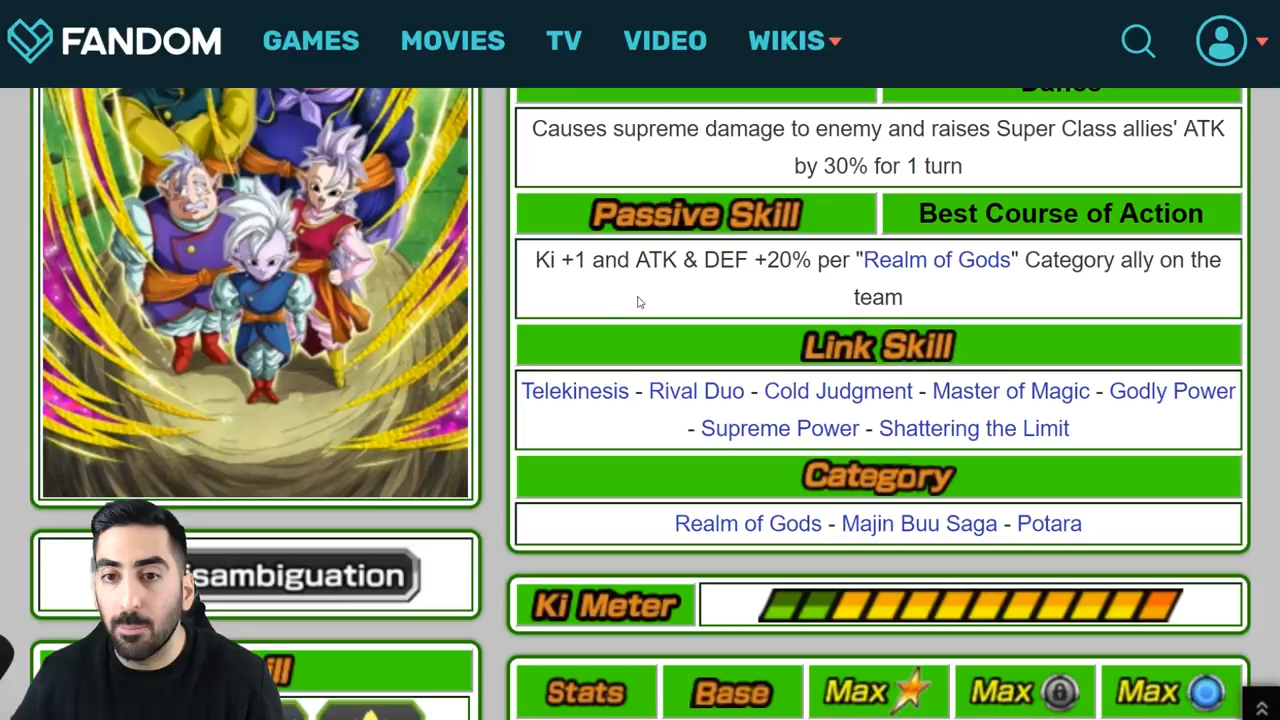 FANDOM GAMES MOVIES TV VIDEO WIKIS
Dance
Causes supreme damage to enemy and raises Super Class allies' ATK
by 30% for 1 turn
Passive Skill Best Course of Action
Ki +1 and ATK & DEF +20% per "Realm of Gods" Category ally on the
team
Link Skill
Telekinesis - Rival Duo - Cold Judgment - Master of Magic - Godly Power
- Supreme Power - Shattering the Limit
Category
Realm of Gods - Majin Buu Saga - Potara
isambiguation
Ki Meter
ill
Stats Base Max Max Max